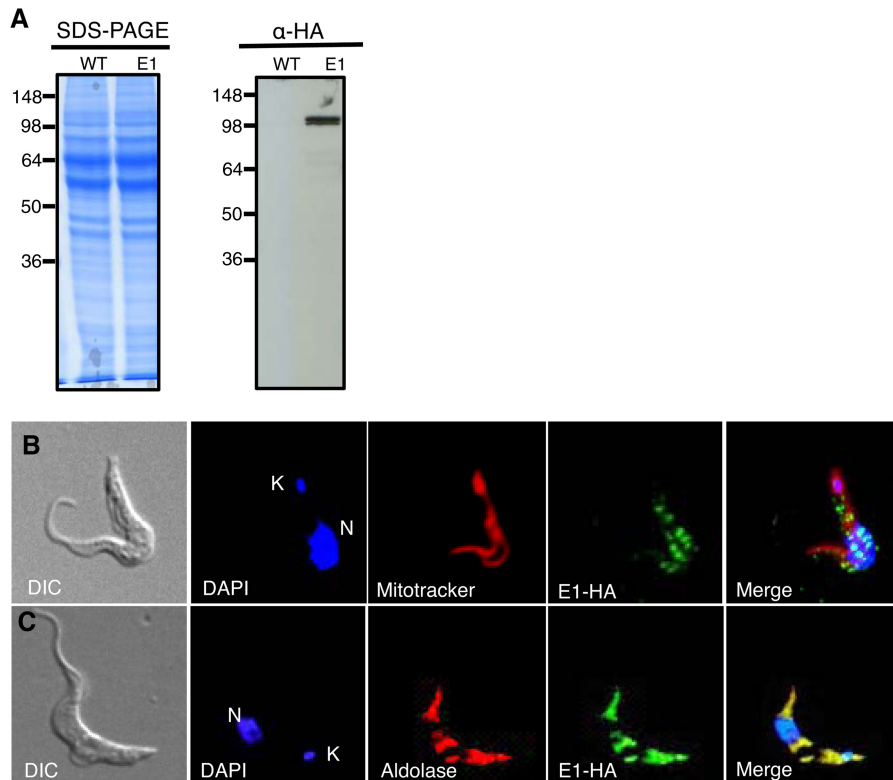 A
SDS-PAGE
WT E1
148
98
64
50
36
α-HA
WT E1
148
98
64
50
36
B
DIC
K
N
DAPI
Mitotracker
E1-HA
Merge
C
DIC
N
K
DAPI
Aldolase
E1-HA
Merge